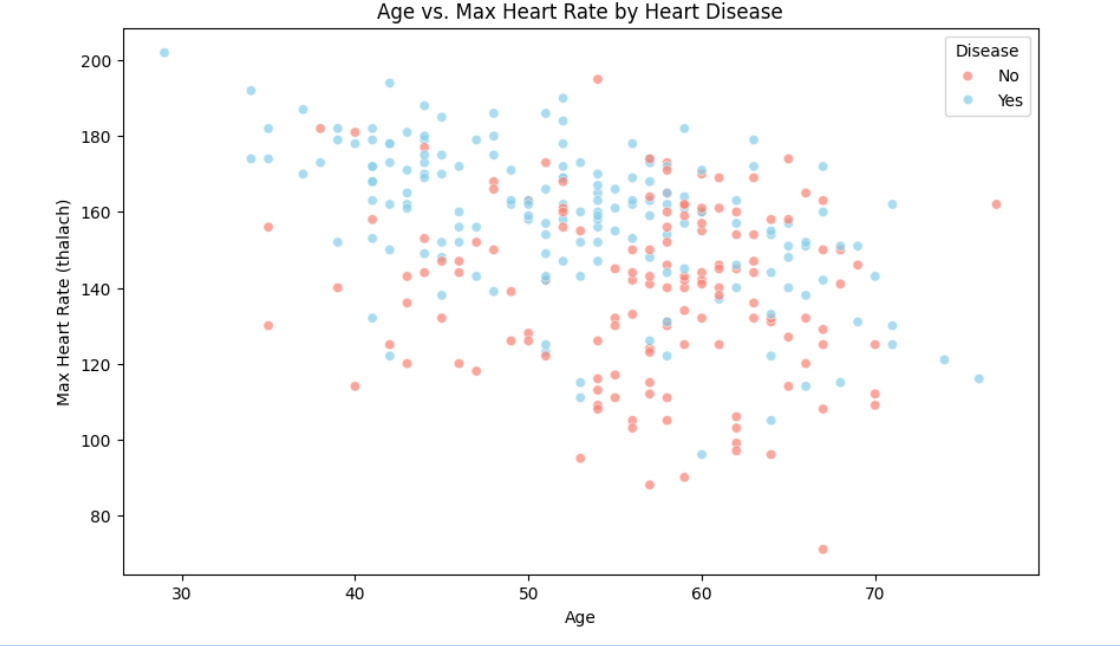 Age vs. Max Heart Rate by Heart Disease
Disease
No
Yes
200
180
160
140
120
100
80
Max Heart Rate (thalach)
30 40 50 60 70
Age